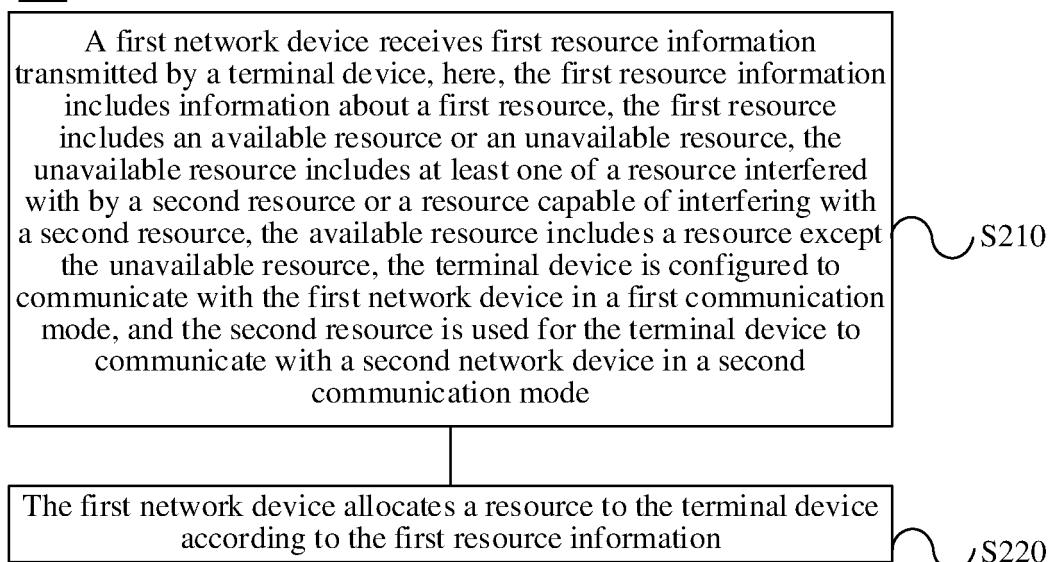 A first network device receives first resource information
transmitted by a terminal device, here, the first resource information
includes information about a first resource, the first resource
includes an available resource or an unavailable resource, the
unavailable resource includes at least one of a resource interfered
with by a second resource or a resource capable of interfering with
a second resource, the available resource includes a resource except
the unavailable resource, the terminal device is configured to
communicate with the first network device in a first communication
mode, and the second resource is used for the terminal device to
communicate with a second network device in a second
communication mode
S210
The first network device allocates a resource to the terminal device
according to the first resource information
S220